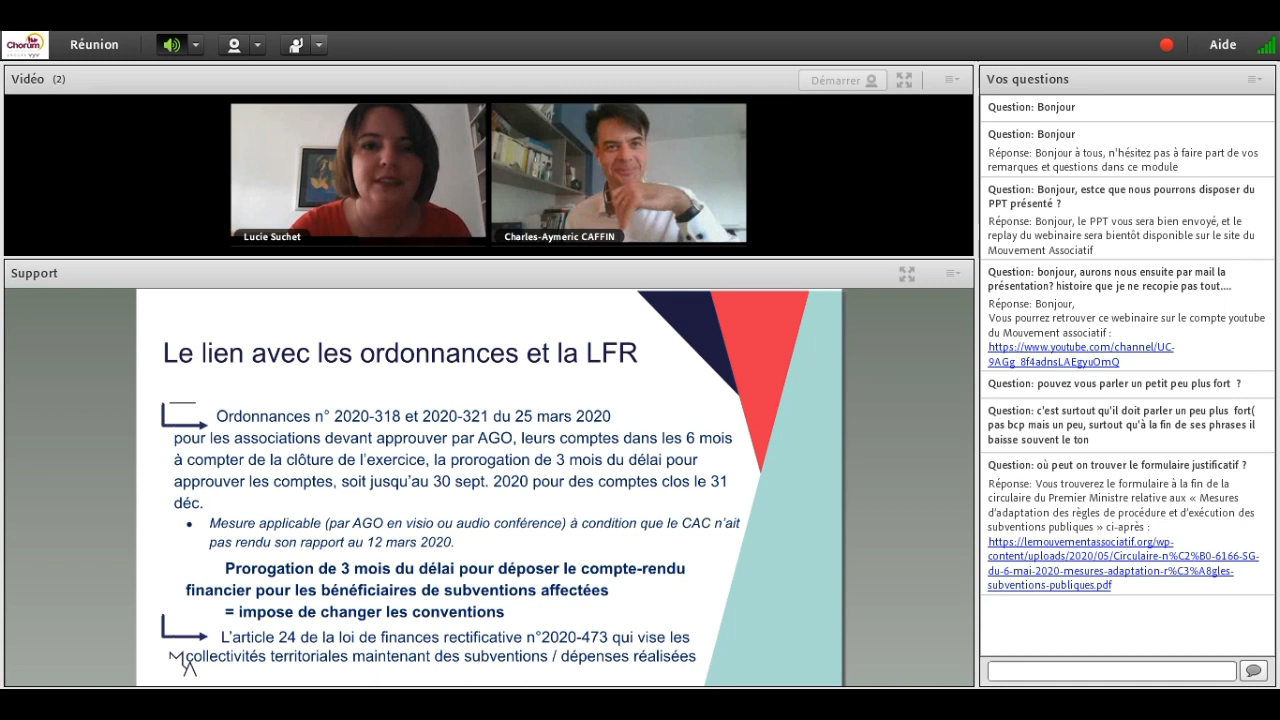 Chorum
Réunion
Aide
Vidéo (2)
Démarrer
Lucie Suchet
Charles-Aymeric CAFFIN
Support
Le lien avec les ordonnances et la LFR
Ordonnances n° 2020-318 et 2020-321 du 25 mars 2020
pour les associations devant approuver par AGO, leurs comptes dans les 6 mois
à compter de la clôture de l'exercice, la prorogation de 3 mois du délai pour
approuver les comptes, soit jusqu'au 30 sept. 2020 pour des comptes clos le 31
déc.
• Mesure applicable (par AGO en visio ou audio conférence) à condition que le CAC n'ait
pas rendu son rapport au 12 mars 2020.
Prorogation de 3 mois du délai pour déposer le compte-rendu
financier pour les bénéficiaires de subventions affectées
= impose de changer les conventions
L'article 24 de la loi de finances rectificative n°2020-473 qui vise les
collectivités territoriales maintenant des subventions / dépenses réalisées
Vos questions
Question: Bonjour
Question: Bonjour
Réponse: Bonjour à tous, n'hésitez pas à faire part de vos
remarques et questions dans ce module
Question: Bonjour, estce que nous pourrons disposer du
PPT présenté ?
Réponse: Bonjour, le PPT vous sera bien envoyé, et le
replay du webinaire sera bientôt disponible sur le site du
Mouvement Associatif
Question: bonjour, aurons nous ensuite par mail la
présentation? histoire que je ne recopie pas tout....
Réponse: Bonjour,
Vous pourrez retrouver ce webinaire sur le compte youtube
du Mouvement associatif :
https://www.youtube.com/channel/UC-
9AGg_8f4adnsLAEgyuOmQ
Question: pouvez vous parler un petit peu plus fort ?
Question: c'est surtout qu'il doit parler un peu plus fort(
pas bcp mais un peu, surtout qu'à la fin de ses phrases il
baisse souvent le ton
Question: où peut on trouver le formulaire justificatif ?
Réponse: Vous trouverez le formulaire à la fin de la
circulaire du Premier Ministre relative aux « Mesures
d'adaptation des règles de procédure et d'exécution des
subventions publiques » ci-après :
https://lemouvementassociatif.org/wp-
content/uploads/2020/05/Circulaire-n%C2%B0-6166-SG-
du-6-mai-2020-mesures-adaptation-r%C3%A8gles-
subventions-publiques.pdf